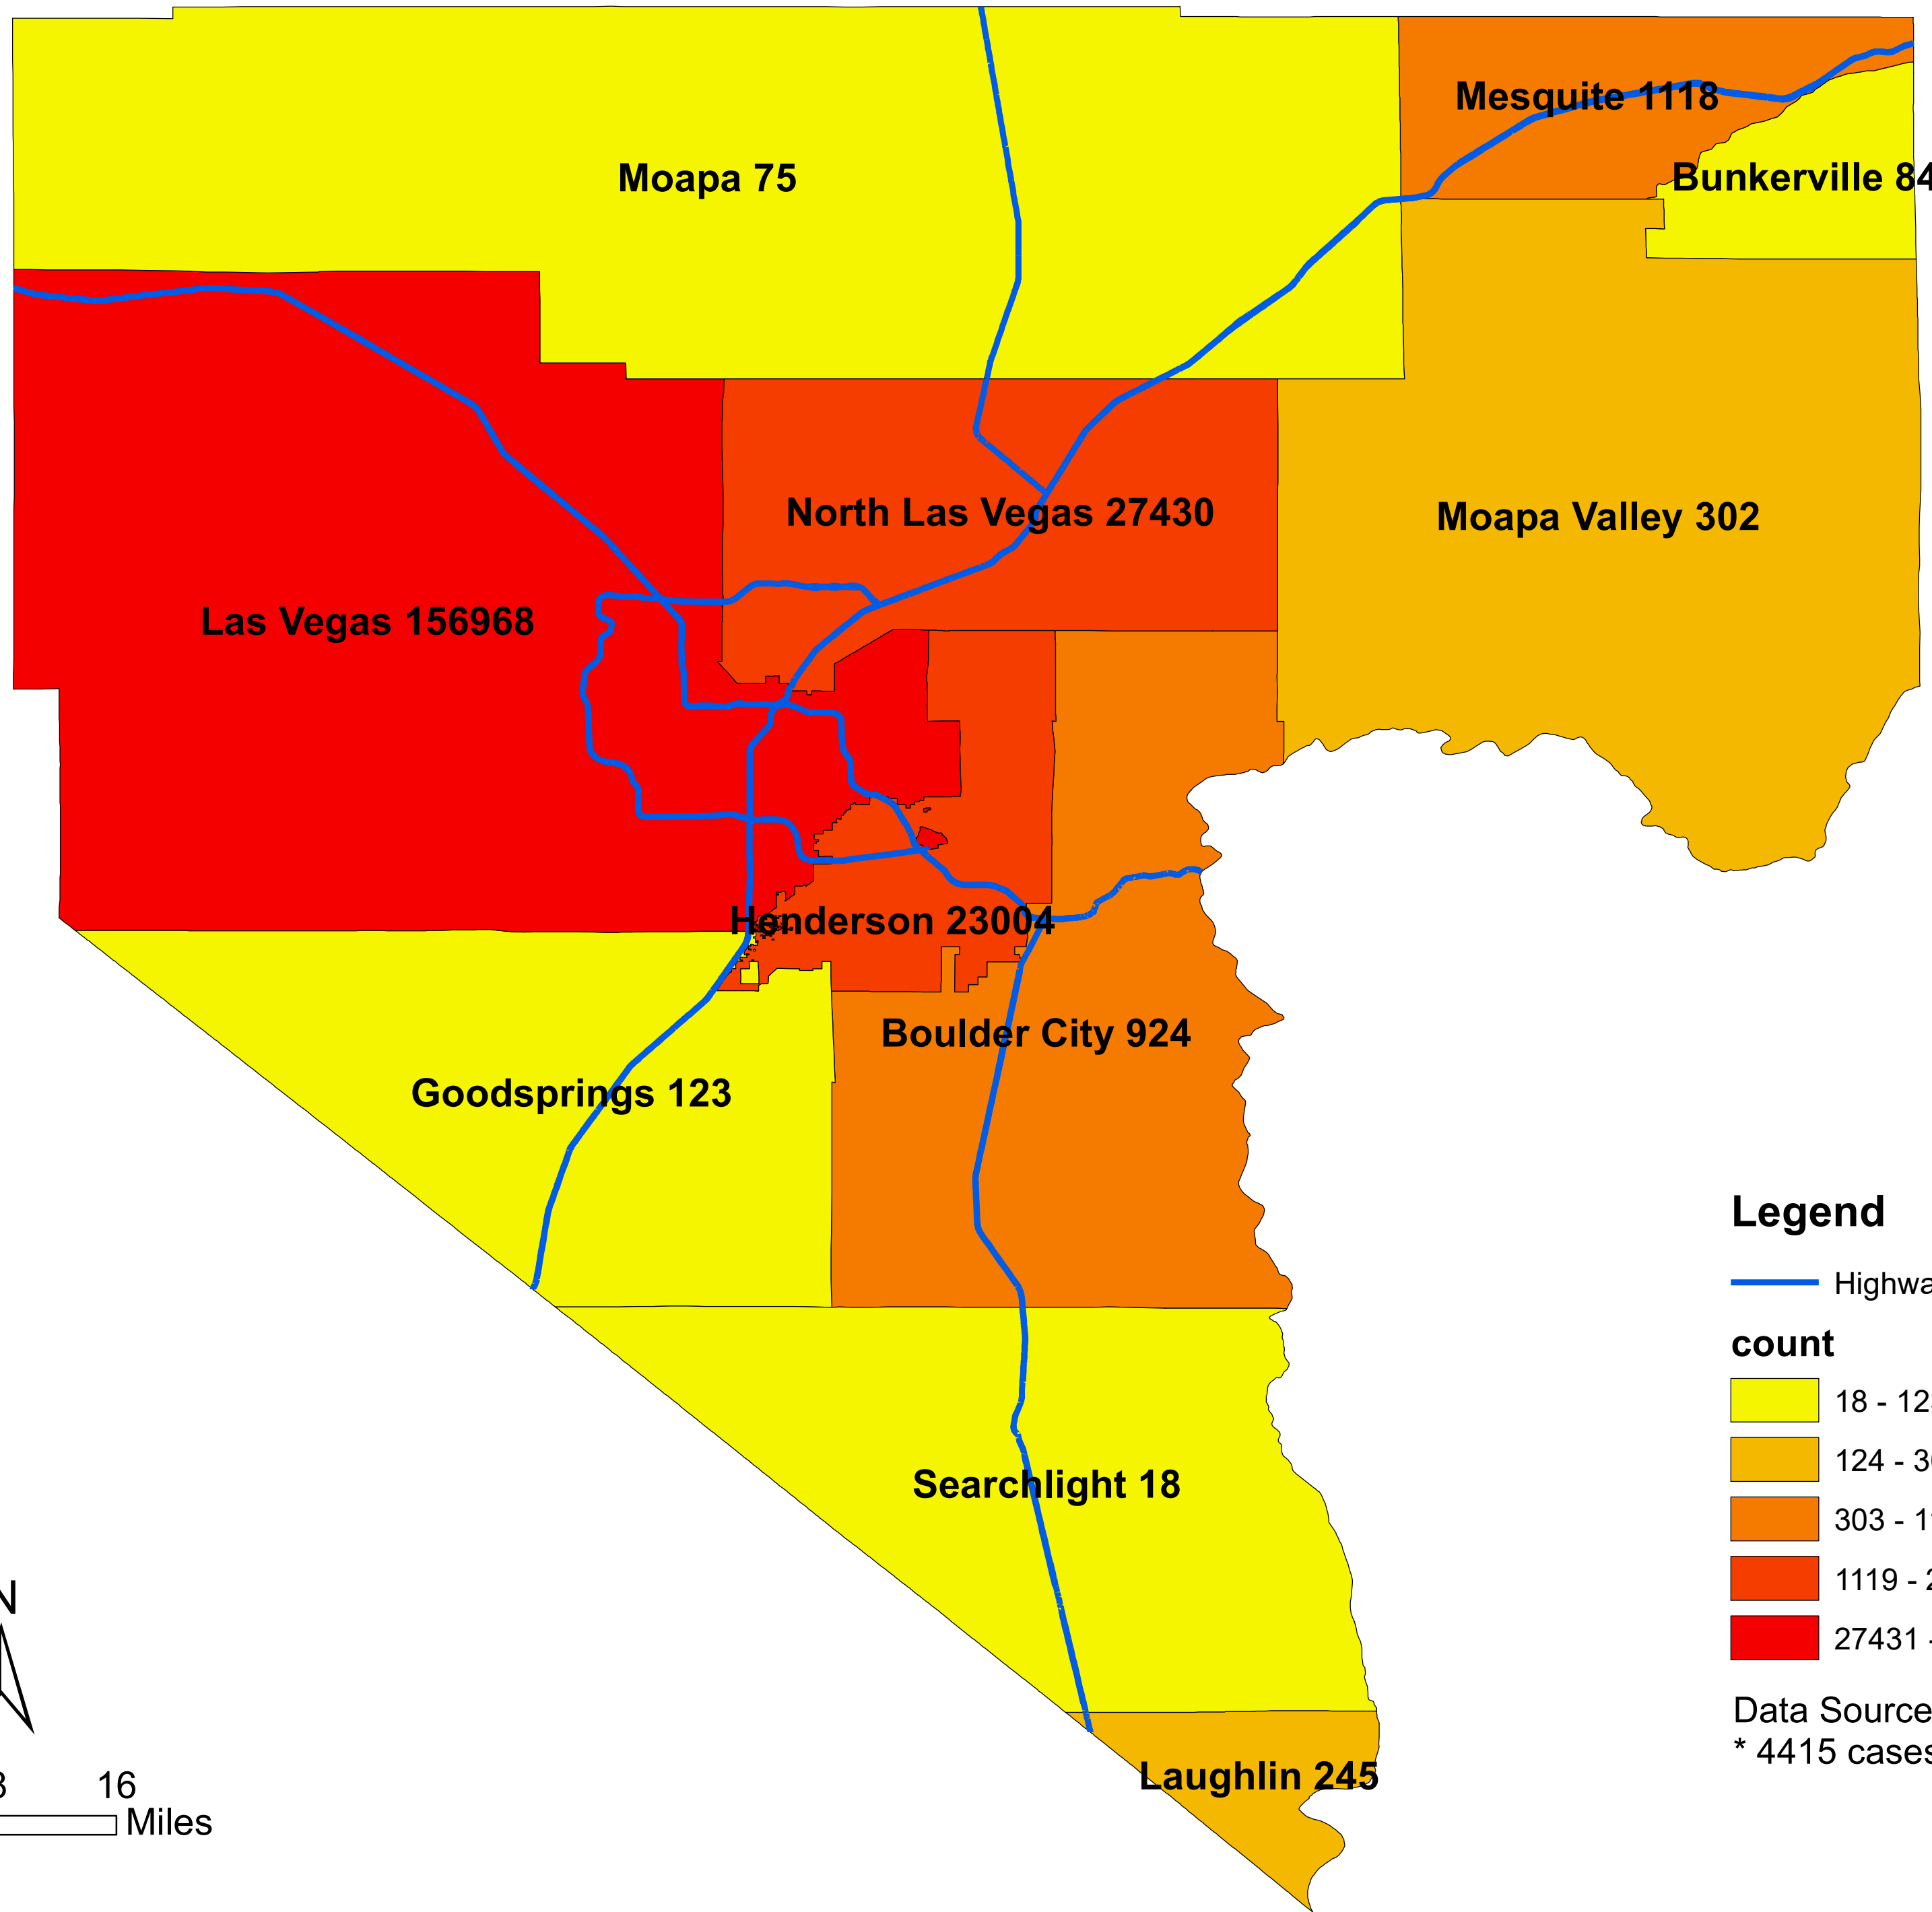 Mesquite 1118
Moapa 75
Bunkerville 84
North Las Vegas 27430
Moapa Valley 302
Las Vegas 156968
Henderson 23004
Boulder City 924
Goodsprings 123
Searchlight 18
Laughlin 245
Legend
count
18 - 12
124 -
303 - 1
1119 - 2
27431 -
Data Source
* 4415 cases
N
16
Miles